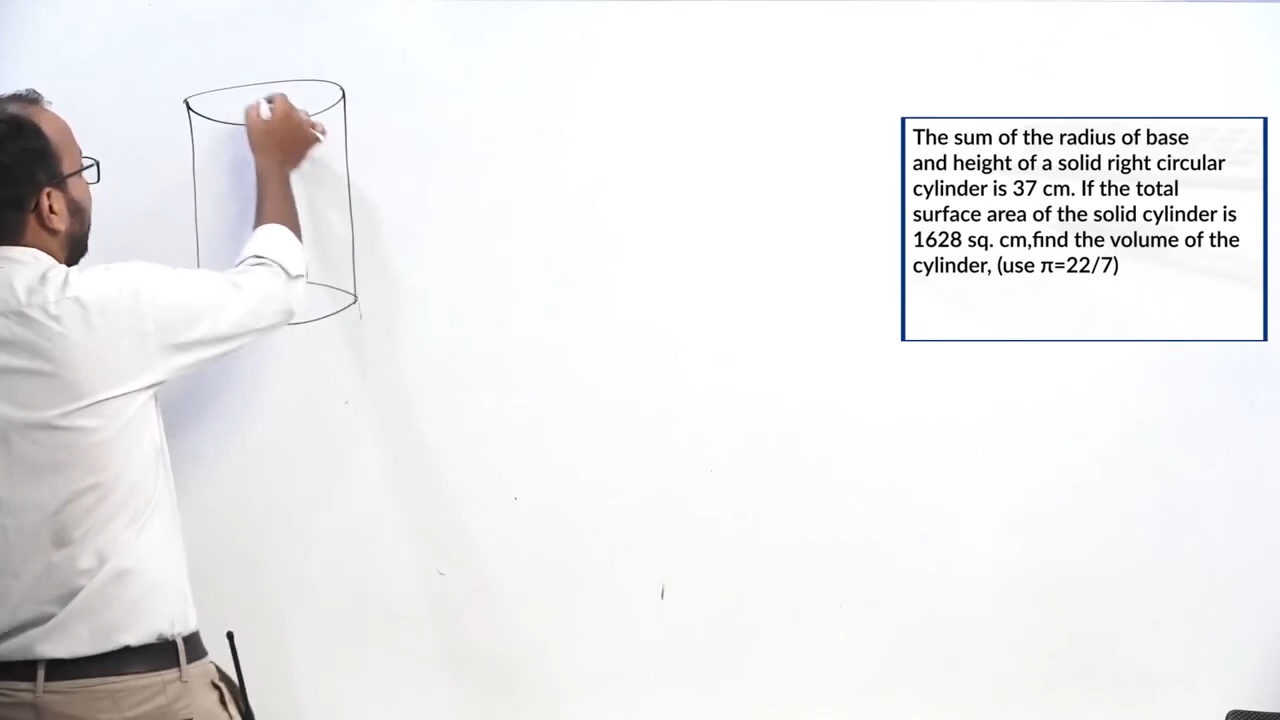 The sum of the radius of base
and height of a solid right circular
cylinder is 37 cm. If the total
surface area of the solid cylinder is
1628 sq. cm,find the volume of the
cylinder, (use π=22/7)